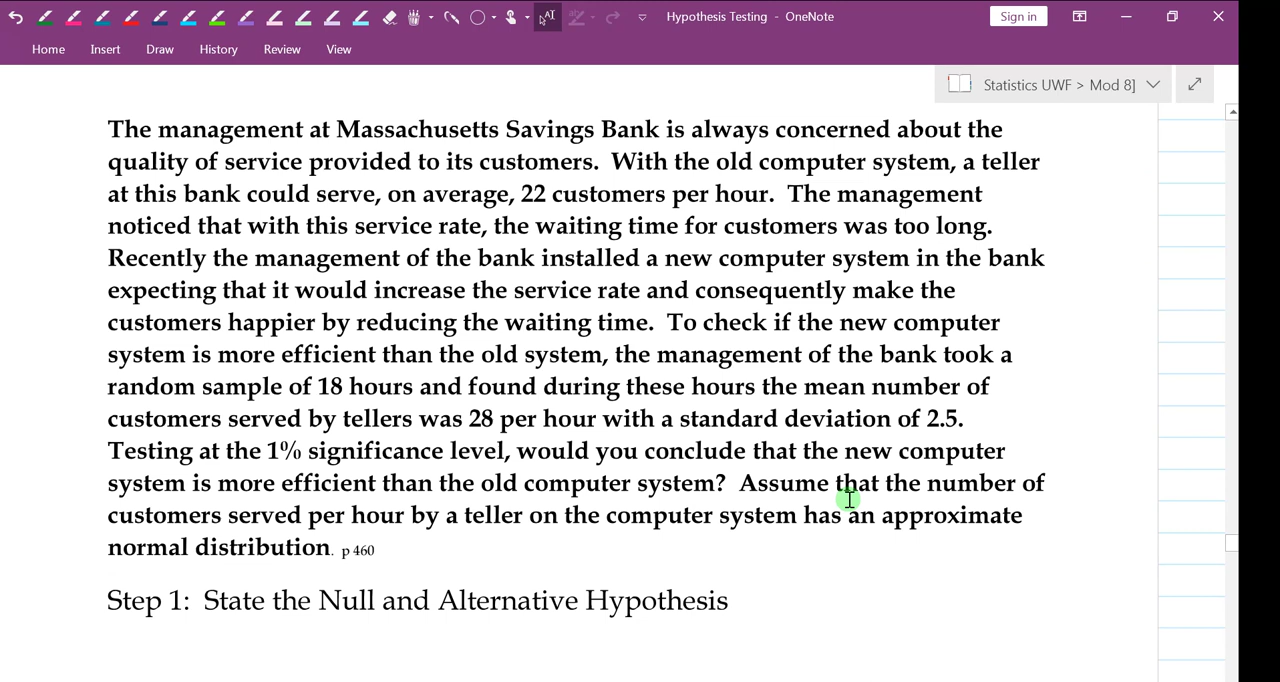 Hypothesis Testing - OneNote
Sign in
Home Insert Draw History Review View
Statistics UWF > Mod 8]
The management at Massachusetts Savings Bank is always concerned about the
quality of service provided to its customers. With the old computer system, a teller
at this bank could serve, on average, 22 customers per hour. The management
noticed that with this service rate, the waiting time for customers was too long.
Recently the management of the bank installed a new computer system in the bank
expecting that it would increase the service rate and consequently make the
customers happier by reducing the waiting time. To check if the new computer
system is more efficient than the old system, the management of the bank took a
random sample of 18 hours and found during these hours the mean number of
customers served by tellers was 28 per hour with a standard deviation of 2.5.
Testing at the 1% significance level, would you conclude that the new computer
system is more efficient than the old computer system? Assume that the number of
customers served per hour by a teller on the computer system has an approximate
normal distribution. p 460
Step 1: State the Null and Alternative Hypothesis